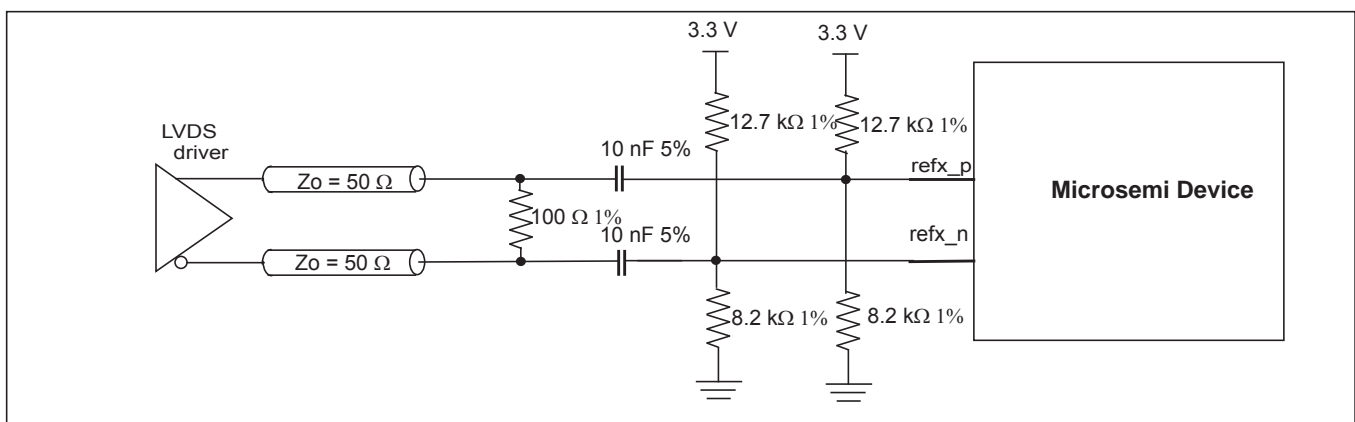 3.3 V
3.3 V
12.7 kΩ 1%
12.7 kΩ 1%
LVDS
driver
10 nF 5%
refx_p
Zo = 50 Ω
Microsemi Device
100 Ω 1%
10 nF 5%
refx_n
Zo = 50 Ω
8.2 kΩ 1%
8.2 kΩ 1%